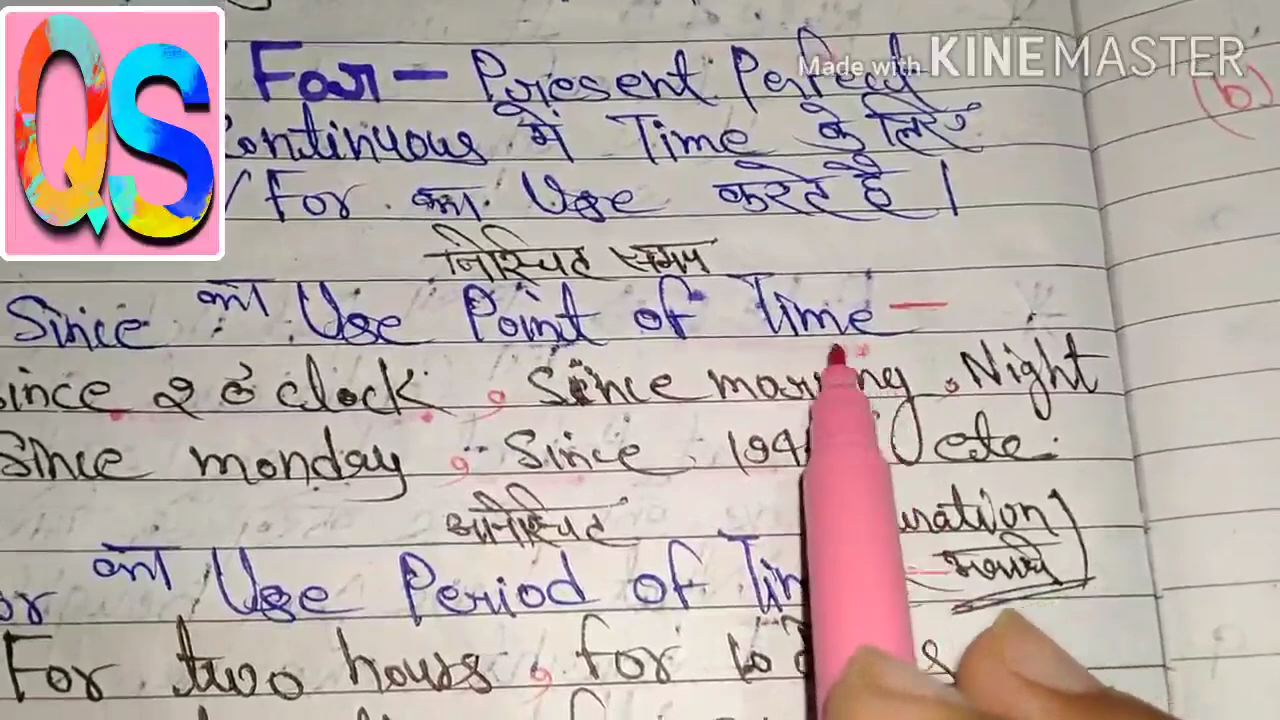 QS
Made with KINEMASTER
For - Present Perfect
(b)
Continuous में Time के लिए
/For का Use करते है।
निश्चित समय
Since का Use Point of Time -
Since 2 o'clock, Since morning, Night
Since monday, Since etc.
अनिश्चित
का Use Period of
For two hours, for 10